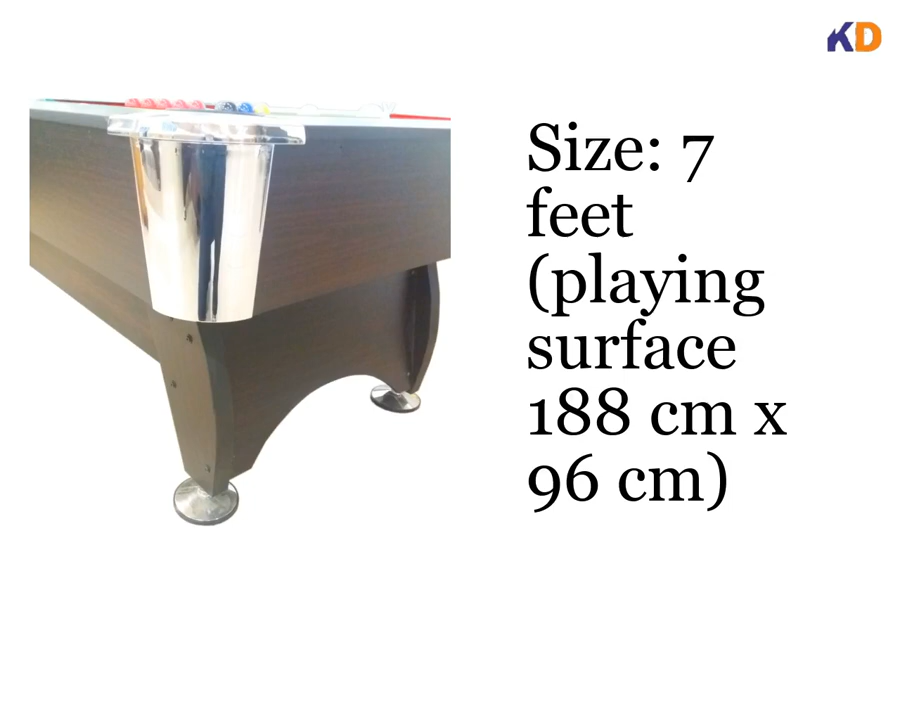 KD
Size: 7
feet
(playing
surface
188 cm x
96 cm)